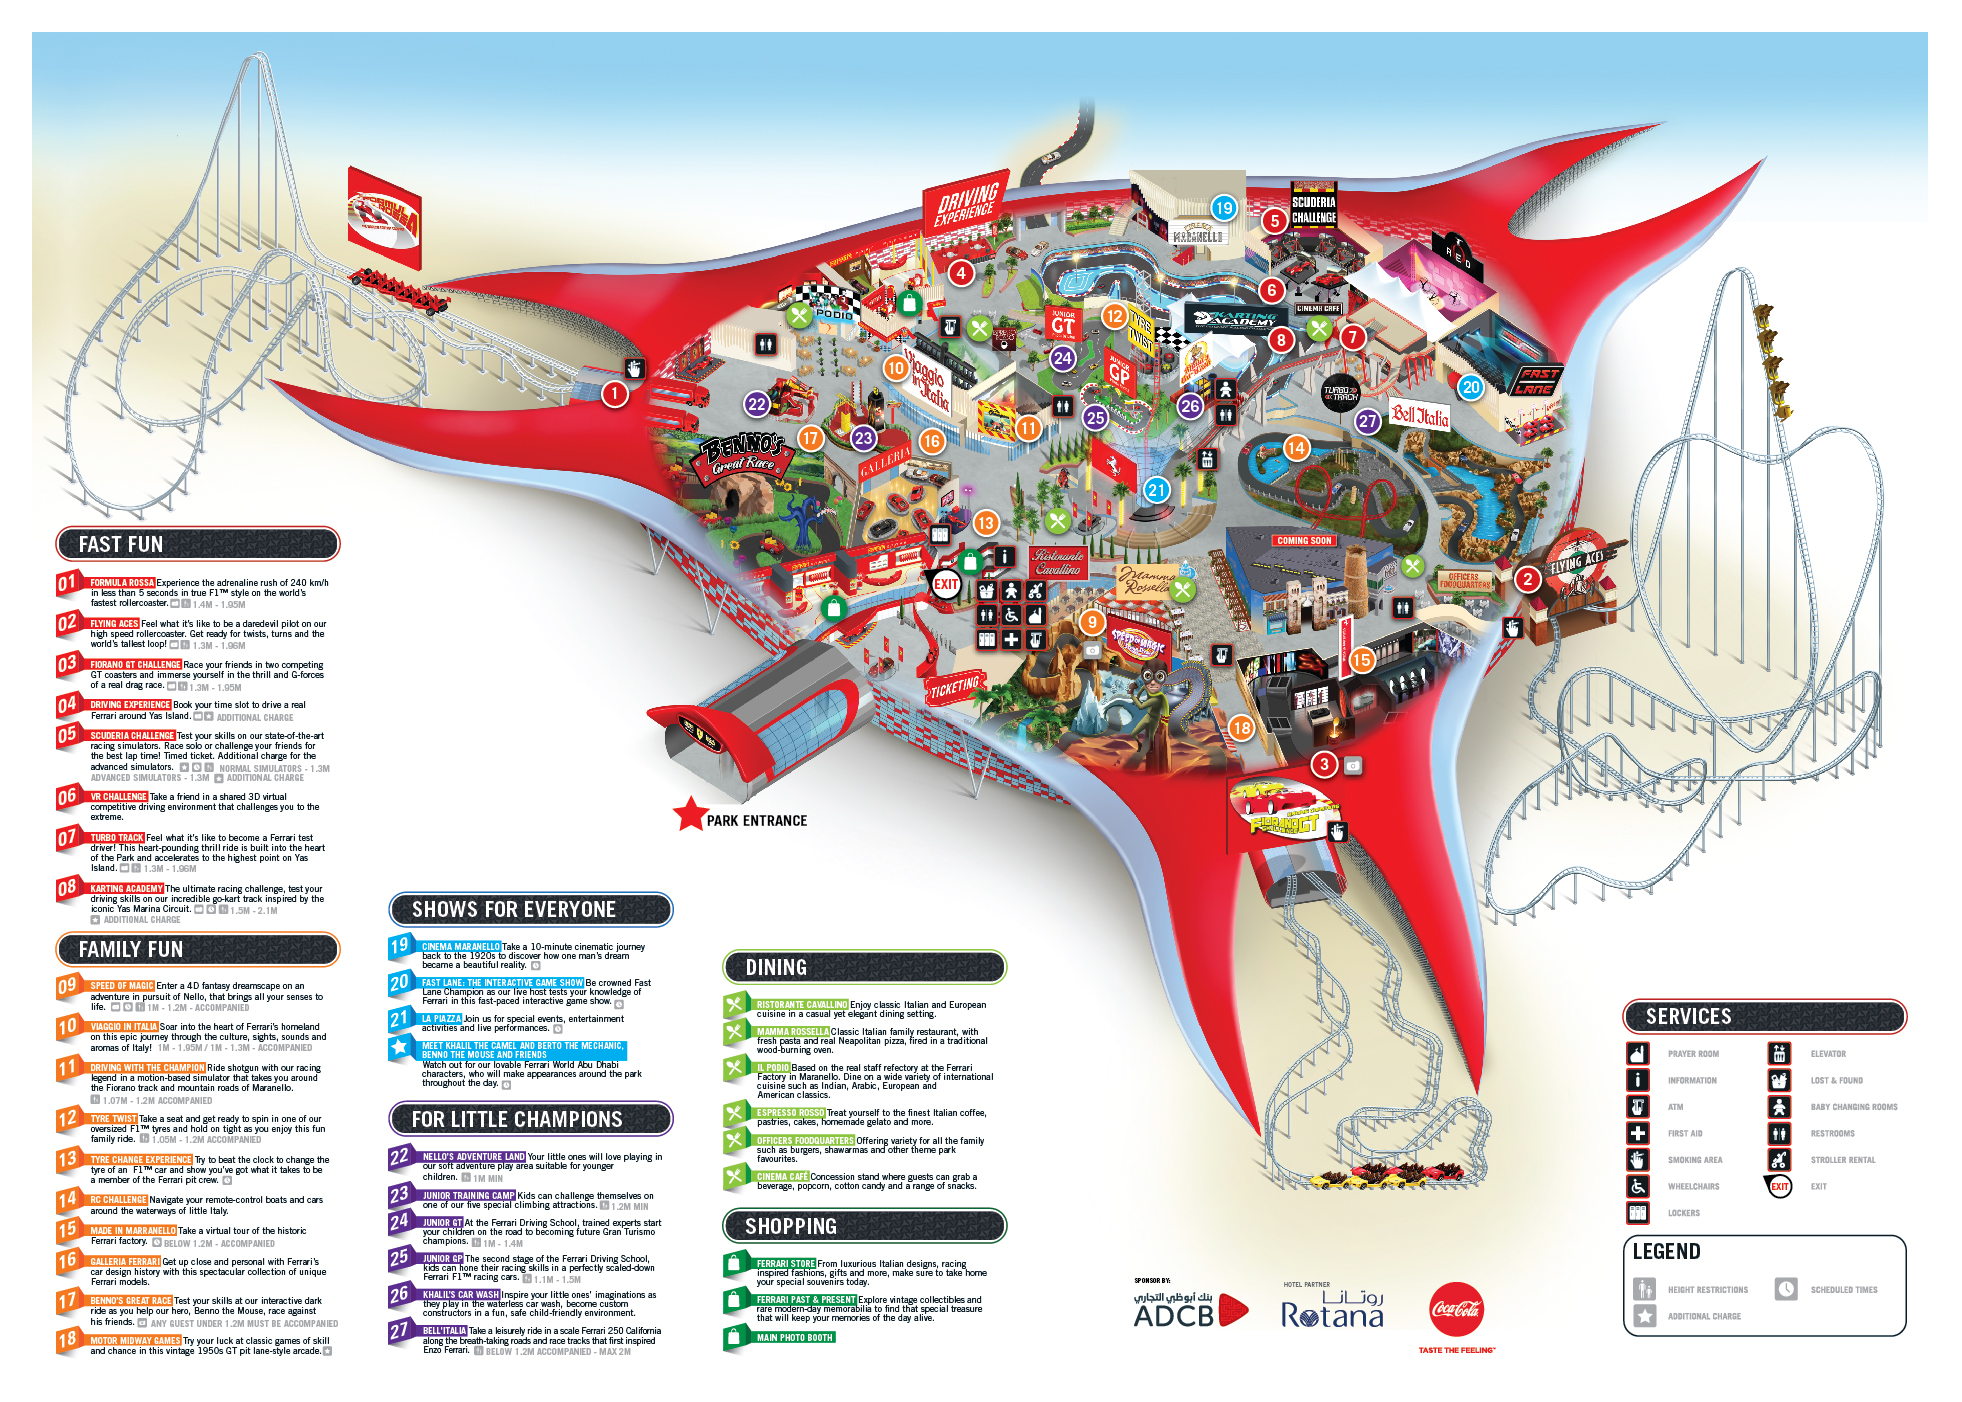 FORMULA
ROSSA
DRIVING
EXPERIENCE
19
MARANELLO
5
SCUDERIA
CHALLENGE
RED
4
6
CINEMA CAFÉ
PODIO
JUNIOR
GT
12
TYRE
TWIST
KARTING
ACADEMY
8
7
1
10
Viaggio
in Italia
24
JUNIOR
GP
TURBO
TRACK
20
FAST
LANE
22
17
23
16
11
25
26
27
Bell'Italia
BENNO'S
Great Race
GALLERIA
14
21
13
COMING SOON
EXIT
Ristorante
Cavallino
Mamma
Rossella
OFFICERS
FOODQUARTERS
2
FLYING ACES
9
SPEED OF MAGIC
15
TICKETING
18
3
FIORANO GT
CHALLENGE
PARK ENTRANCE
FAST FUN
01 FORMULA ROSSA Experience the adrenaline rush of 240 km/h
in less than 5 seconds in true F1™ style on the world's
fastest rollercoaster. 1.4M - 1.95M
02 FLYING ACES Feel what it's like to be a daredevil pilot on our
high speed rollercoaster. Get ready for twists, turns and the
world's tallest loop! 1.3M - 1.96M
03 FIORANO GT CHALLENGE Race your friends in two competing
GT coasters and immerse yourself in the thrill and G-forces
of a real drag race. 1.3M - 1.95M
04 DRIVING EXPERIENCE Book your time slot to drive a real
Ferrari around Yas Island. ADDITIONAL CHARGE
05 SCUDERIA CHALLENGE Test your skills on our state-of-the-art
racing simulators. Race solo or challenge your friends for
the best lap time! Timed ticket. Additional charge for the
advanced simulators. NORMAL SIMULATORS - 1.3M
ADVANCED SIMULATORS - 1.3M ADDITIONAL CHARGE
06 VR CHALLENGE Take a friend in a shared 3D virtual
competitive driving environment that challenges you to the
extreme.
07 TURBO TRACK Feel what it's like to become a Ferrari test
driver! This heart-pounding thrill ride is built into the heart
of the Park and accelerates to the highest point on Yas
Island. 1.3M - 1.96M
08 KARTING ACADEMY The ultimate racing challenge, test your
driving skills on our incredible go-kart track inspired by the
iconic Yas Marina Circuit. 1.5M - 2.1M
ADDITIONAL CHARGE
FAMILY FUN
09 SPEED OF MAGIC Enter a 4D fantasy dreamscape on an
adventure in pursuit of Nello, that brings all your senses to
life. 1M - 1.2M - ACCOMPANIED
10 VIAGGIO IN ITALIA Soar into the heart of Ferrari's homeland
on this epic journey through the culture, sights, sounds and
aromas of Italy! 1M - 1.95M / 1M - 1.3M - ACCOMPANIED
11 DRIVING WITH THE CHAMPION Ride shotgun with our racing
legend in a motion-based simulator that takes you around
the Fiorano track and mountain roads of Maranello.
1.07M - 1.2M ACCOMPANIED
12 TYRE TWIST Take a seat and get ready to spin in one of our
oversized F1™ tyres and hold on tight as you enjoy this fun
family ride. 1.05M - 1.2M ACCOMPANIED
13 TYRE CHANGE EXPERIENCE Try to beat the clock to change the
tyre of an F1™ car and show you've got what it takes to be
a member of the Ferrari pit crew.
14 RC CHALLENGE Navigate your remote-control boats and cars
around the waterways of little Italy.
15 MADE IN MARRANELLO Take a virtual tour of the historic
Ferrari factory. BELOW 1.2M - ACCOMPANIED
16 GALLERIA FERRARI Get up close and personal with Ferrari's
car design history with this spectacular collection of unique
Ferrari models.
17 BENNO'S GREAT RACE Test your skills at our interactive dark
ride as you help our hero, Benno the Mouse, race against
his friends. ANY GUEST UNDER 1.2M MUST BE ACCOMPANIED
18 MOTOR MIDWAY GAMES Try your luck at classic games of skill
and chance in this vintage 1950s GT pit lane-style arcade.
SHOWS FOR EVERYONE
19 CINEMA MARANELLO Take a 10-minute cinematic journey
back to the 1920s to discover how one man's dream
became a beautiful reality.
20 FAST LANE: THE INTERACTIVE GAME SHOW Be crowned Fast
Lane Champion as our live host tests your knowledge of
Ferrari in this fast-paced interactive game show.
21 LA PIAZZA Join us for special events, entertainment
activities and live performances.
MEET KHALIL THE CAMEL AND BERTO THE MECHANIC,
BENNO THE MOUSE AND FRIENDS
Watch out for our lovable Ferrari World Abu Dhabi
characters, who will make appearances around the park
throughout the day.
FOR LITTLE CHAMPIONS
22 NELLO'S ADVENTURE LAND Your little ones will love playing in
our soft adventure play area suitable for younger
children. 1M MIN
23 JUNIOR TRAINING CAMP Kids can challenge themselves on
one of our five special climbing attractions. 1.2M MIN
24 JUNIOR GT At the Ferrari Driving School, trained experts start
your children on the road to becoming future Gran Turismo
champions. 1M - 1.4M
25 JUNIOR GP The second stage of the Ferrari Driving School,
kids can hone their racing skills in a perfectly scaled-down
Ferrari F1™ racing cars. 1.1M - 1.5M
26 KHALIL'S CAR WASH Inspire your little ones' imaginations as
they play in the waterless car wash, become custom
constructors in a fun, safe child-friendly environment.
27 BELL'ITALIA Take a leisurely ride in a scale Ferrari 250 California
along the breath-taking roads and race tracks that first inspired
Enzo Ferrari. BELOW 1.2M ACCOMPANIED - MAX 2M
DINING
RISTORANTE CAVALLINO Enjoy classic Italian and European
cuisine in a casual yet elegant dining setting.
MAMMA ROSSELLA Classic Italian family restaurant, with
fresh pasta and real Neapolitan pizza, fired in a traditional
wood-burning oven.
IL PODIO Based on the real staff refectory at the Ferrari
Factory in Maranello. Dine on a wide variety of international
cuisine such as Indian, Arabic, European and
American classics.
ESPRESSO ROSSO Treat yourself to the finest Italian coffee,
pastries, cakes, homemade gelato and more.
OFFICERS FOODQUARTERS Offering variety for all the family
such as burgers, shawarmas and other theme park
favourites.
CINEMA CAFÉ Concession stand where guests can grab a
beverage, popcorn, cotton candy and a range of snacks.
SHOPPING
FERRARI STORE From luxurious Italian designs, racing
inspired fashions, gifts and more, make sure to take home
your special souvenirs today.
FERRARI PAST & PRESENT Explore vintage collectibles and
rare modern-day memorabilia to find that special treasure
that will keep your memories of the day alive.
MAIN PHOTO BOOTH
SPONSOR BY:
بنك أبوظبي التجاري
ADCB
HOTEL PARTNER
روتانا
Rotana
Coca-Cola
TASTE THE FEELING™
SERVICES
PRAYER ROOM
ELEVATOR
INFORMATION
LOST & FOUND
ATM
BABY CHANGING ROOMS
FIRST AID
RESTROOMS
SMOKING AREA
STROLLER RENTAL
WHEELCHAIRS
EXIT EXIT
LOCKERS
LEGEND
HEIGHT RESTRICTIONS
SCHEDULED TIMES
ADDITIONAL CHARGE